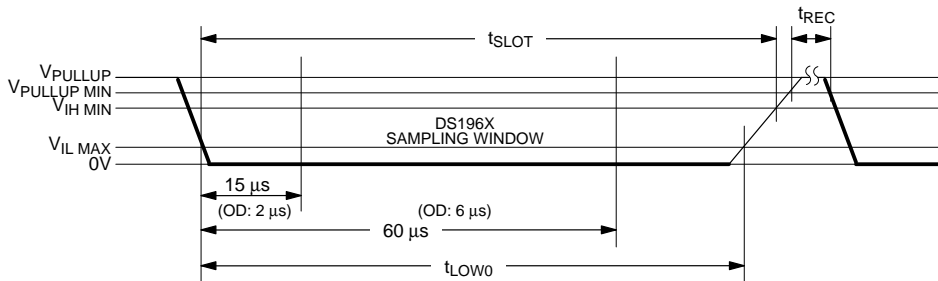 tREC
tSLOT
VPULLUP
VPULLUP MIN
VIH MIN
DS196X
SAMPLING WINDOW
VIL MAX
0V
15 μs
(OD: 2 μs)
(OD: 6 μs)
60 μs
tLOW0